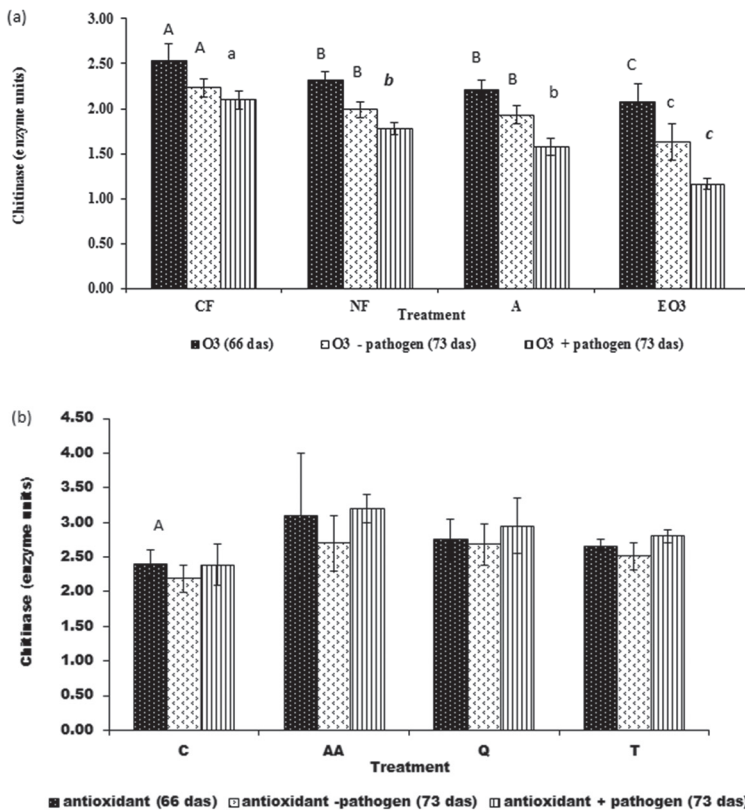 (a)
Chitinase (enzyme units)
3.00
2.50
2.00
1.50
1.00
0.50
0.00
A A a
B B b
B B b
C c c
CF NF A EO3
Treatment
O3 (66 das) O3 - pathogen (73 das) O3 + pathogen (73 das)
(b)
Chitinase (enzyme units)
4.50
4.00
3.50
3.00
2.50
2.00
1.50
1.00
0.50
0.00
A
C AA Q T
Treatment
antioxidant (66 das) antioxidant -pathogen (73 das) antioxidant + pathogen (73 das)